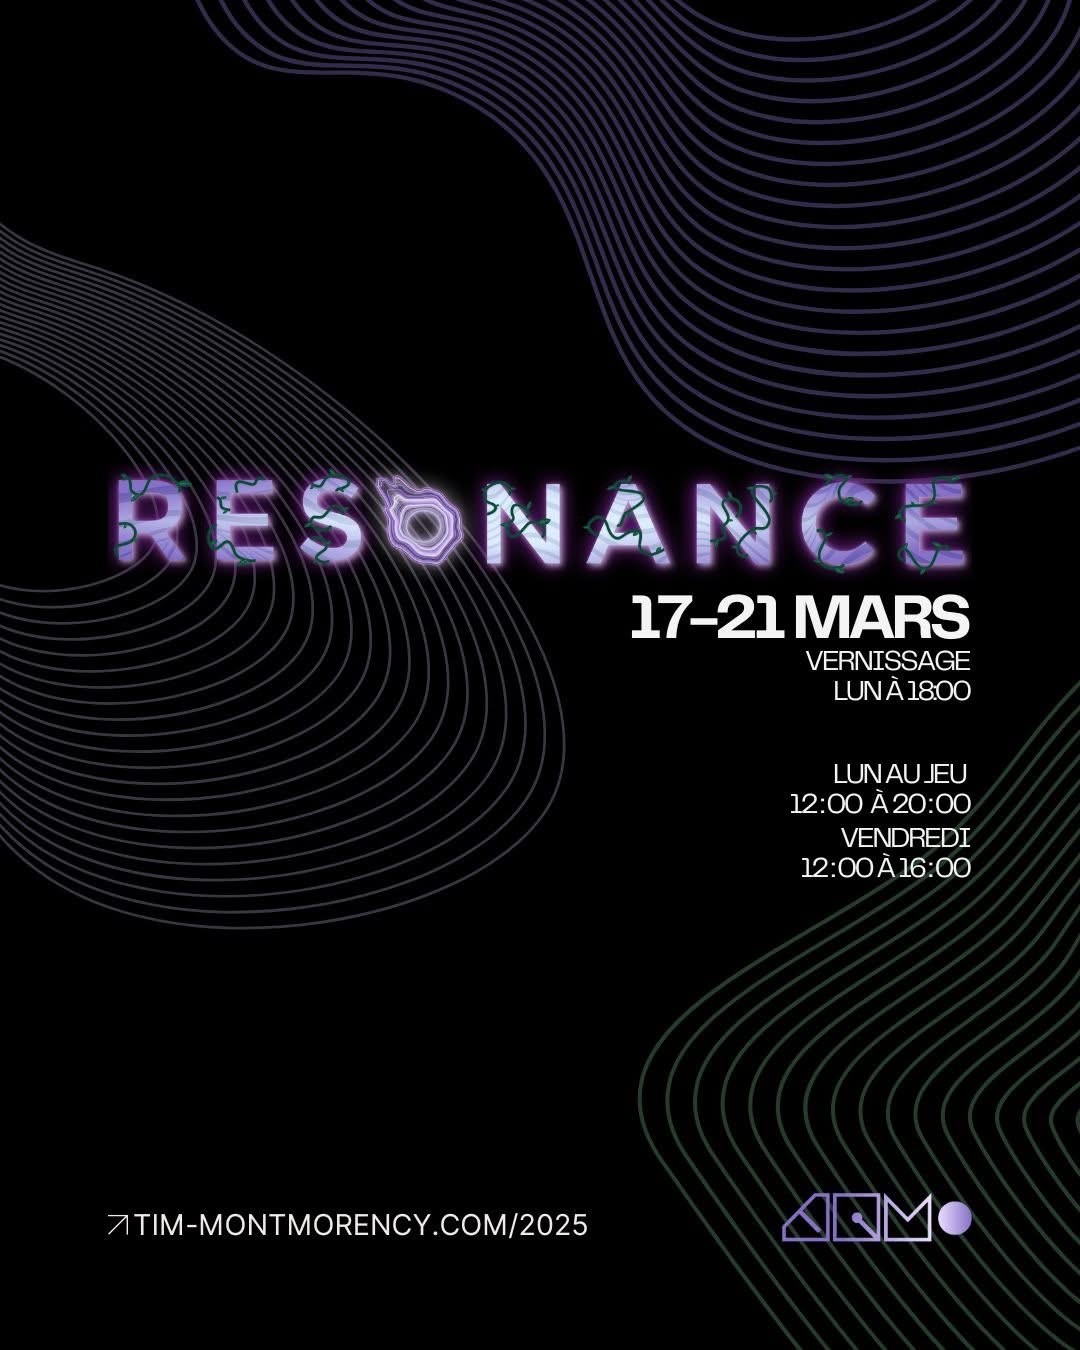 RESONANCE
17-21 MARS
VERNISSAGE
LUN À 18:00
LUN AU JEU
12:00 À 20:00
VENDREDI
12:00 À 16:00
TIM-MONTMORENCY.COM/2025